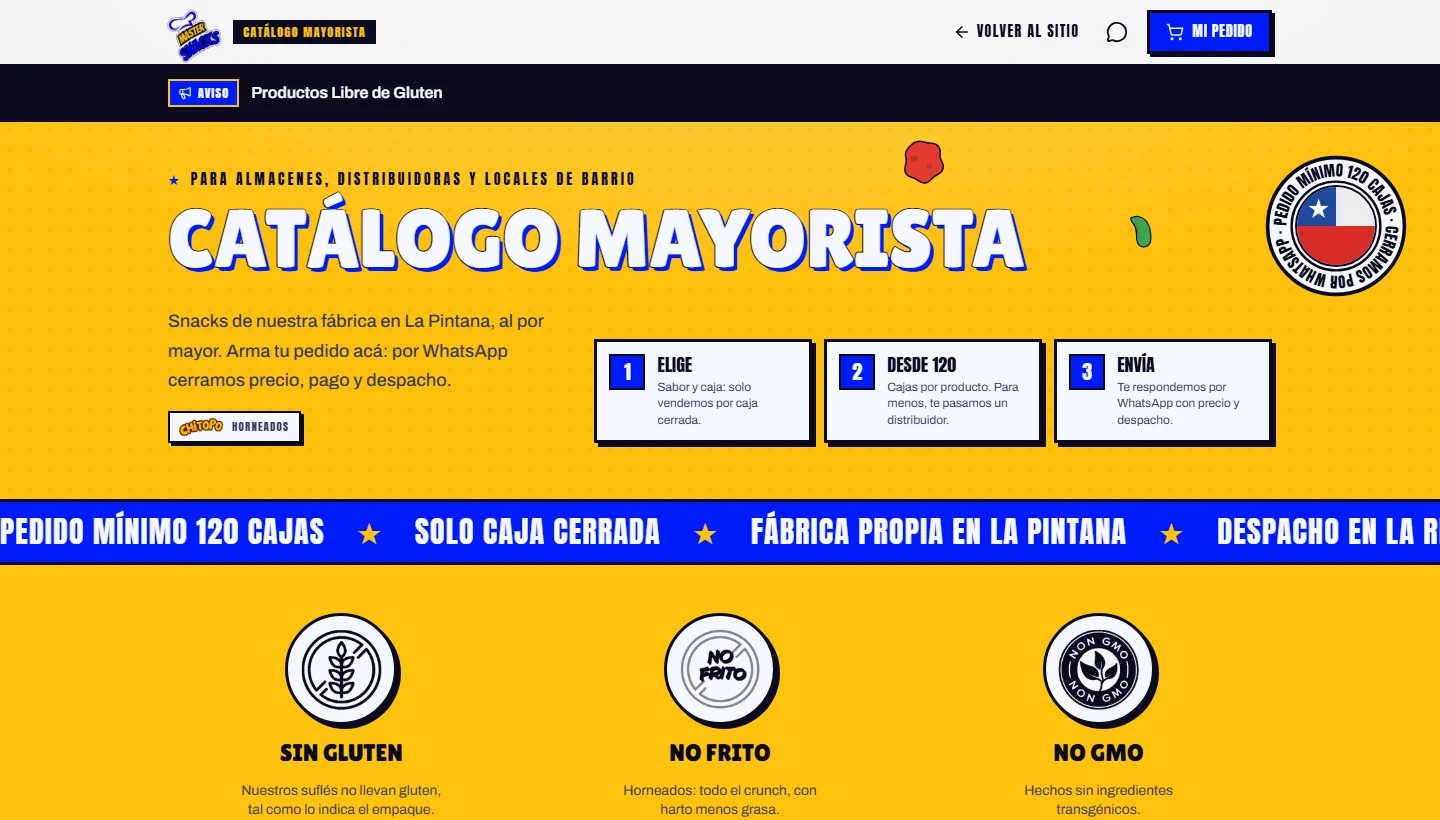 MASTER
SNACKS
CATÁLOGO MAYORISTA
VOLVER AL SITIO
MI PEDIDO
AVISO
Productos Libre de Gluten
★ PARA ALMACENES, DISTRIBUIDORAS Y LOCALES DE BARRIO
CATÁLOGO MAYORISTA
PEDIDO MÍNIMO 120 CAJAS · CERRAMOS POR WHATSAPP ·
Snacks de nuestra fábrica en La Pintana, al por
mayor. Arma tu pedido acá: por WhatsApp
cerramos precio, pago y despacho.
CHITOPO HORNEADOS
1
ELIGE
Sabor y caja: solo
vendemos por caja
cerrada.
2
DESDE 120
Cajas por producto. Para
menos, te pasamos un
distribuidor.
3
ENVÍA
Te respondemos por
WhatsApp con precio y
despacho.
PEDIDO MÍNIMO 120 CAJAS ★ SOLO CAJA CERRADA ★ FÁBRICA PROPIA EN LA PINTANA ★ DESPACHO EN LA R
NO
FRITO
NON GMO
NON GMO
SIN GLUTEN
Nuestros suflés no llevan gluten,
tal como lo indica el empaque.
NO FRITO
Horneados: todo el crunch, con
harto menos grasa.
NO GMO
Hechos sin ingredientes
transgénicos.